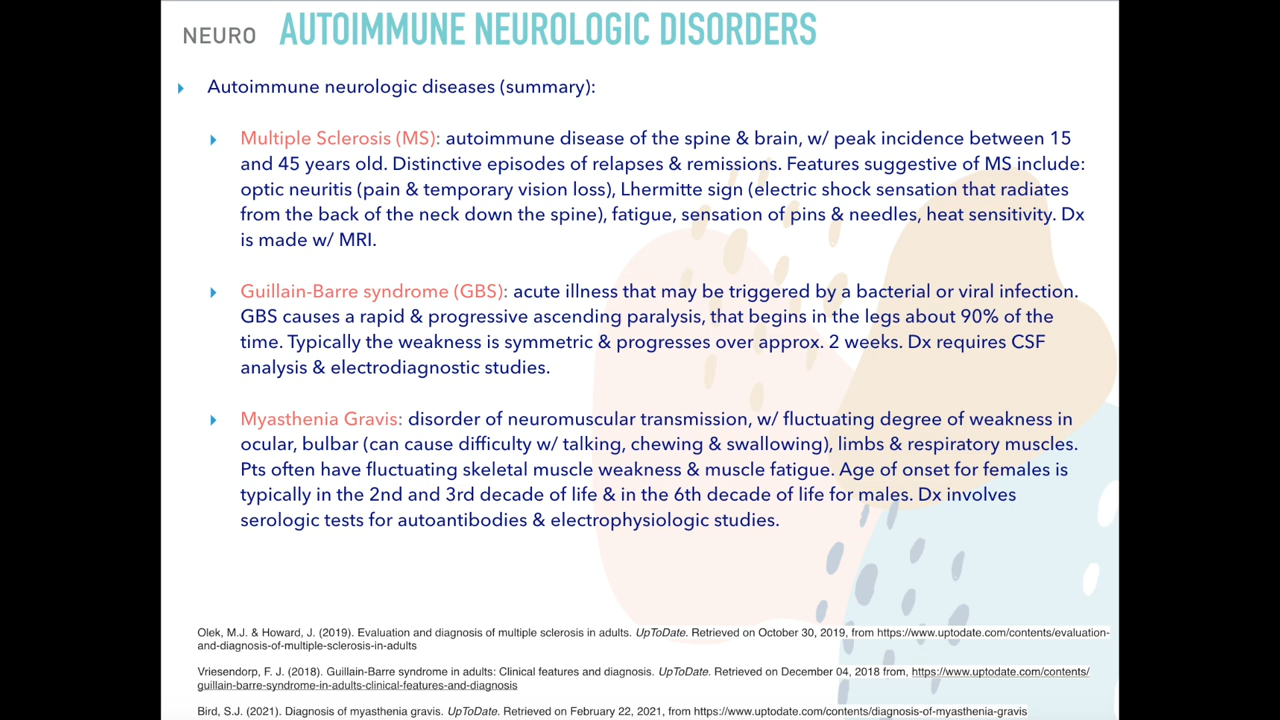 NEURO AUTOIMMUNE NEUROLOGIC DISORDERS
Autoimmune neurologic diseases (summary):
Multiple Sclerosis (MS): autoimmune disease of the spine & brain, w/ peak incidence between 15
and 45 years old. Distinctive episodes of relapses & remissions. Features suggestive of MS include:
optic neuritis (pain & temporary vision loss), Lhermitte sign (electric shock sensation that radiates
from the back of the neck down the spine), fatigue, sensation of pins & needles, heat sensitivity. Dx
is made w/ MRI.
Guillain-Barre syndrome (GBS): acute illness that may be triggered by a bacterial or viral infection.
GBS causes a rapid & progressive ascending paralysis, that begins in the legs about 90% of the
time. Typically the weakness is symmetric & progresses over approx. 2 weeks. Dx requires CSF
analysis & electrodiagnostic studies.
Myasthenia Gravis: disorder of neuromuscular transmission, w/ fluctuating degree of weakness in
ocular, bulbar (can cause difficulty w/ talking, chewing & swallowing), limbs & respiratory muscles.
Pts often have fluctuating skeletal muscle weakness & muscle fatigue. Age of onset for females is
typically in the 2nd and 3rd decade of life & in the 6th decade of life for males. Dx involves
serologic tests for autoantibodies & electrophysiologic studies.
Olek, M.J. & Howard, J. (2019). Evaluation and diagnosis of multiple sclerosis in adults. UpToDate. Retrieved on October 30, 2019, from https://www.uptodate.com/contents/evaluation-
and-diagnosis-of-multiple-sclerosis-in-adults
Vriesendorp, F. J. (2018). Guillain-Barre syndrome in adults: Clinical features and diagnosis. UpToDate. Retrieved on December 04, 2018 from, https://www.uptodate.com/contents/
guillain-barre-syndrome-in-adults-clinical-features-and-diagnosis
Bird, S.J. (2021). Diagnosis of myasthenia gravis. UpToDate. Retrieved on February 22, 2021, from https://www.uptodate.com/contents/diagnosis-of-myasthenia-gravis